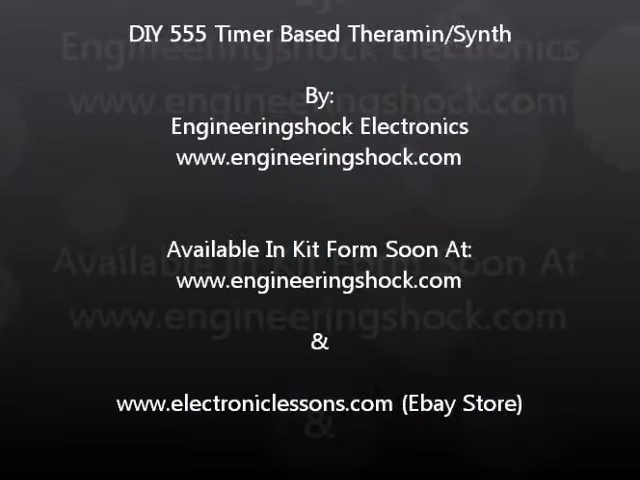 DIY 555 Timer Based Theramin/Synth
By:
Engineeringshock Electronics
www.engineeringshock.com
Available In Kit Form Soon At:
www.engineeringshock.com
&
www.electroniclessons.com (Ebay Store)